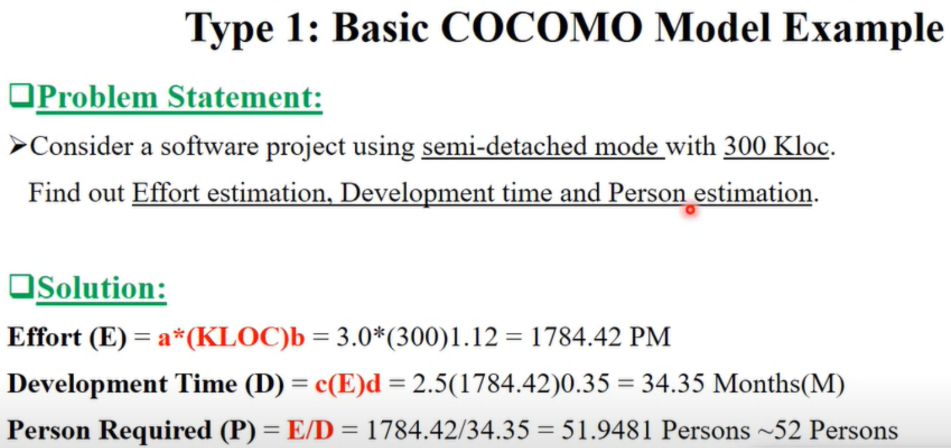 Type 1: Basic COCOMO Model Example
❑Problem Statement:
➢Consider a software project using semi-detached mode with 300 Kloc.
Find out Effort estimation, Development time and Person estimation.
❑Solution:
Effort (E) = a*(KLOC)b = 3.0*(300)1.12 = 1784.42 PM
Development Time (D) = c(E)d = 2.5(1784.42)0.35 = 34.35 Months(M)
Person Required (P) = E/D = 1784.42/34.35 = 51.9481 Persons ~52 Persons